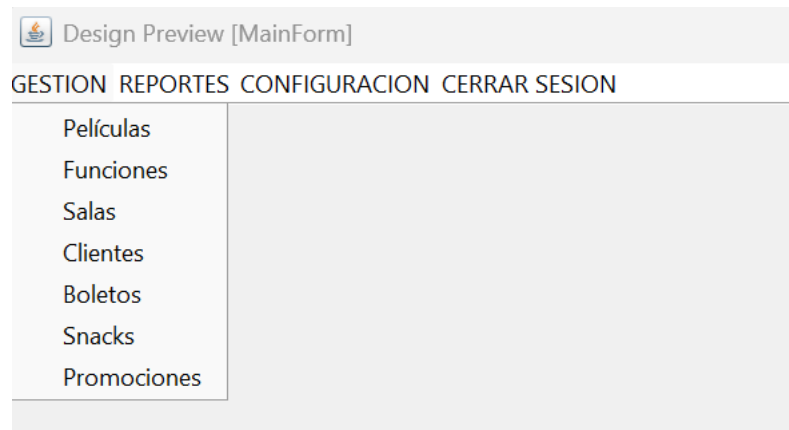 Design Preview [MainForm]
GESTION REPORTES CONFIGURACION CERRAR SESION
Películas
Funciones
Salas
Clientes
Boletos
Snacks
Promociones